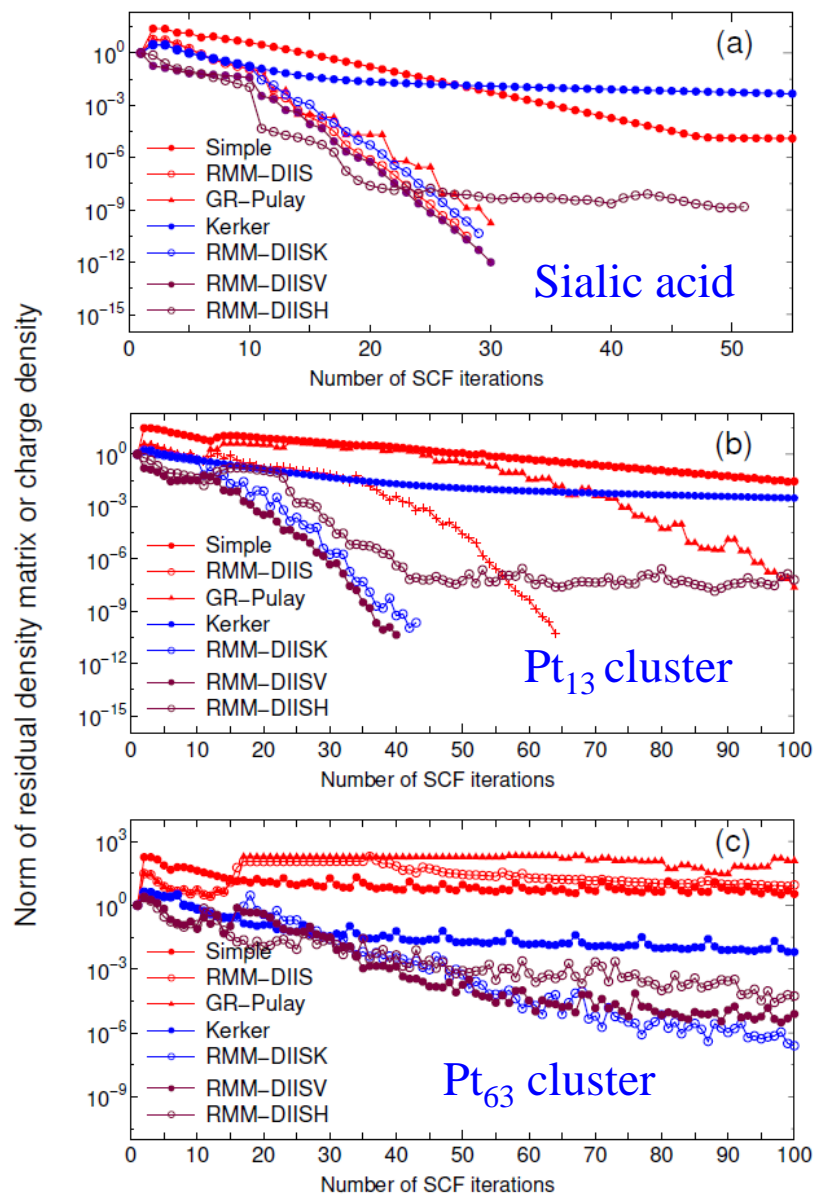 Norm of residual density matrix or charge density
(a)
10^0
10^-3
10^-6
10^-9
10^-12
10^-15
Simple
RMM-DIIS
GR-Pulay
Kerker
RMM-DIISK
RMM-DIISV
RMM-DIISH
Sialic acid
0 10 20 30 40 50
Number of SCF iterations
(b)
10^0
10^-3
10^-6
10^-9
10^-12
10^-15
Simple
RMM-DIIS
GR-Pulay
Kerker
RMM-DIISK
RMM-DIISV
RMM-DIISH
Pt13 cluster
0 10 20 30 40 50 60 70 80 90 100
Number of SCF iterations
(c)
10^3
10^0
10^-3
10^-6
10^-9
Simple
RMM-DIIS
GR-Pulay
Kerker
RMM-DIISK
RMM-DIISV
RMM-DIISH
Pt63 cluster
0 10 20 30 40 50 60 70 80 90 100
Number of SCF iterations